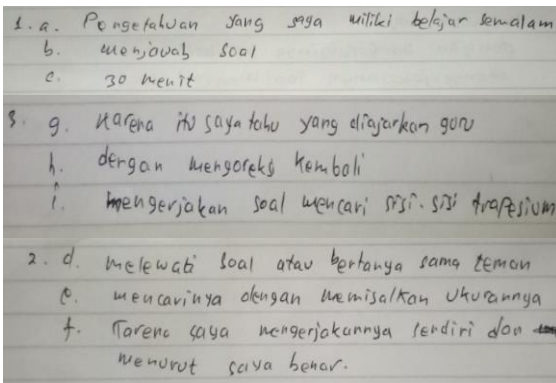 1. a. Pengetahuan yang saya miliki belajar semalam
b. menjawab soal
c. 30 menit
3. g. Karena itu saya tahu yang diajarkan guru
h. dengan mengoreksi kembali
i. mengerjakan soal mencari sisi-sisi trapesium
2. d. melewati soal atau bertanya sama teman
e. mencarinya dengan memisalkan ukurannya
f. Karena saya mengerjakannya sendiri dan
menurut saya benar.